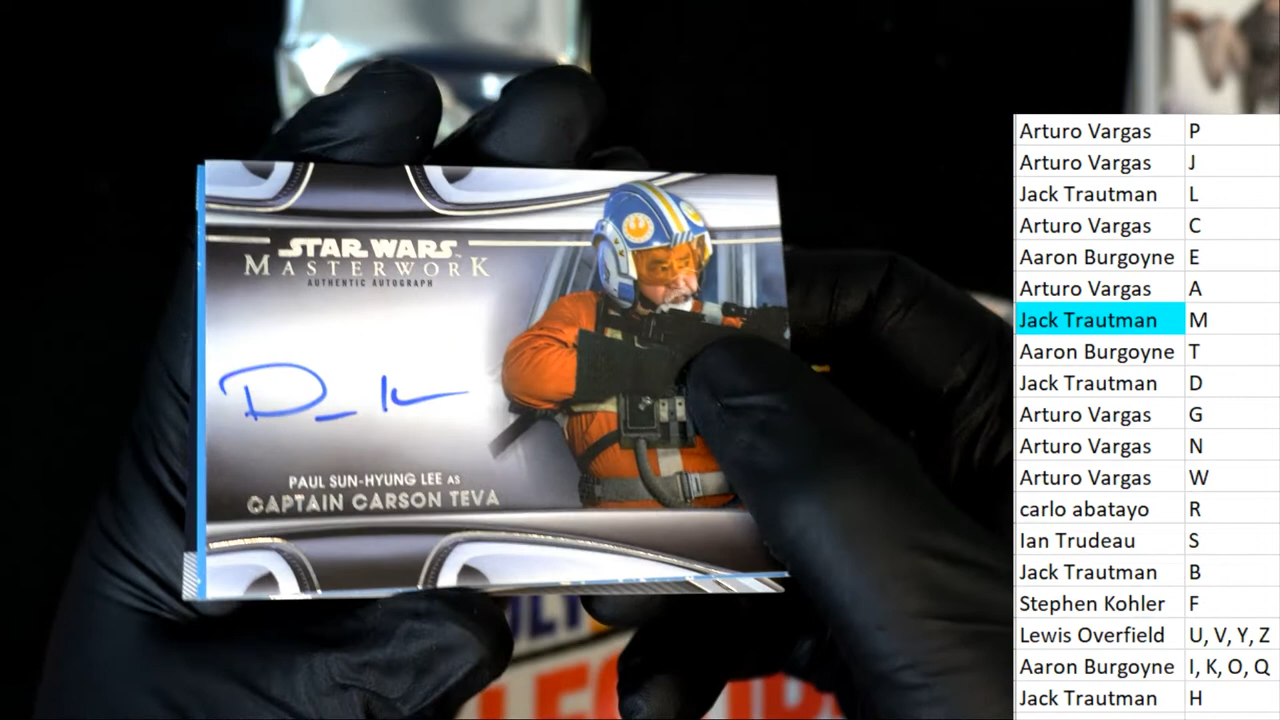 STAR WARS
MASTERWORK
AUTHENTIC AUTOGRAPH
PAUL SUN-HYUNG LEE AS
CAPTAIN CARSON TEVA
Arturo Vargas P
Arturo Vargas J
Jack Trautman L
Arturo Vargas C
Aaron Burgoyne E
Arturo Vargas A
Jack Trautman M
Aaron Burgoyne T
Jack Trautman D
Arturo Vargas G
Arturo Vargas N
Arturo Vargas W
carlo abatayo R
Ian Trudeau S
Jack Trautman B
Stephen Kohler F
Lewis Overfield U, V, Y, Z
Aaron Burgoyne I, K, O, Q
Jack Trautman H